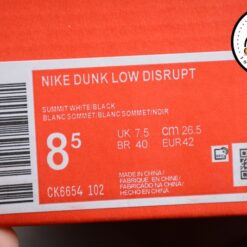 NIKE DUNK LOW DISRUPT
SUMMIT WHITE/BLACK
BLANC SOMMET/BLANC SOMMET/NOIR
8 5
UK 7.5 cm 26.5
BR 40 EUR 42
CK6654 102
MADE IN CHINA /
FABRIQUE EN CHINE /
HECHO EN CHINA